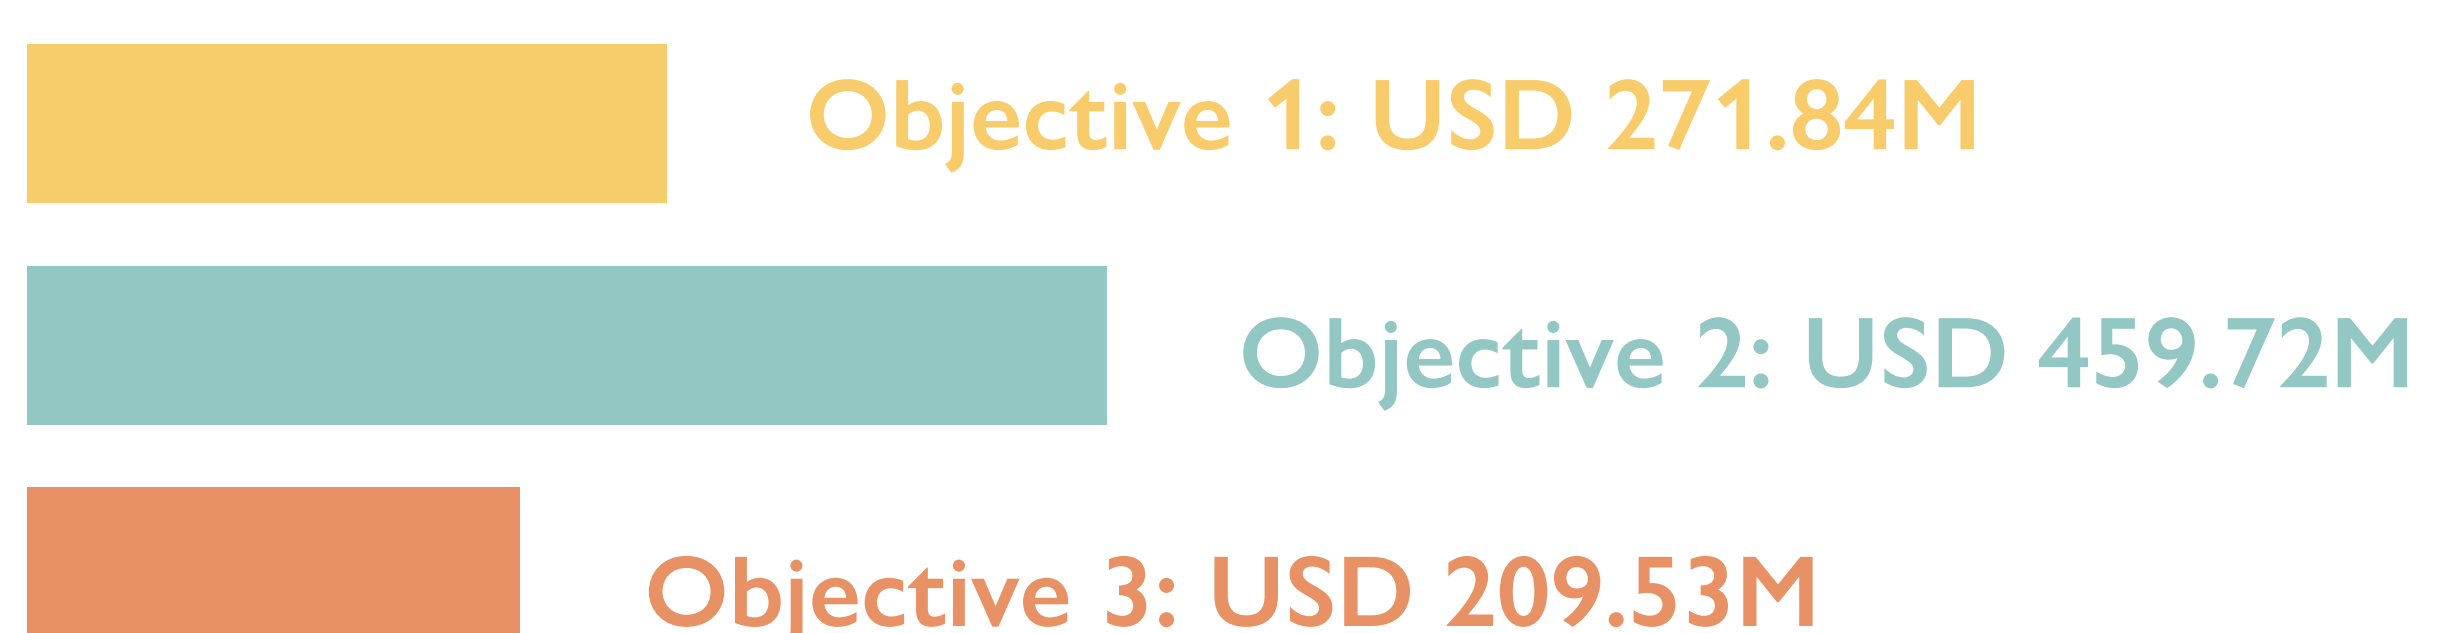 Objective 1: USD 271.84M
Objective 2: USD 459.72M
Objective 3: USD 209.53M